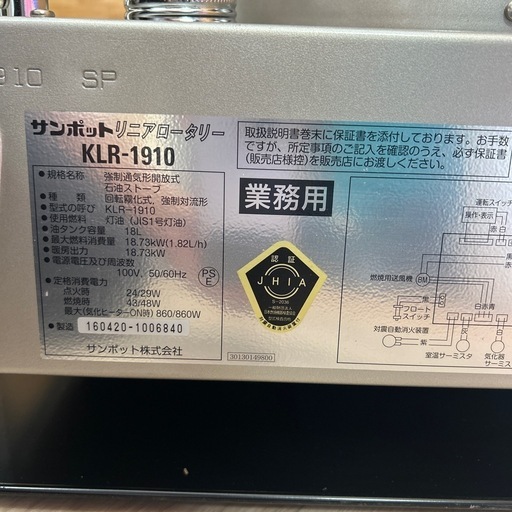 910 SP
サンポットリニアロータリー
KLR-1910
●規格名称 強制通気形開放式
石油ストーブ
●種類 回転霧化式,強制対流形
●型式の呼び KLR-1910
●使用燃料 灯油(JIS1号灯油)
●油タンク容量 18L
●最大燃料消費量 18.73kW(1.82L/h)
●暖房出力 18.73kW
●電源電圧及び周波数
100V, 50/60Hz
●定格消費電力
点火時 24/29W
燃焼時 43/48W
最大(気化ヒーターON時) 860/860W
●製造 160420-1006840
サンポット株式会社
PS
E
30130149800
取扱説明書巻末に保証書を添付しております。お手数
ですが、所定事項のご記入を確認のうえ、必ず保証書
(販売店様控)を販売店にお渡しください。
業務用
認証
JHIA
運転スイッチ
操作・表示
赤 白
燃焼用送風機
BM
フロート
スイッチ
白赤青
対震自動消火装置
紫
灰
室温サーミスタ
黄
気化器
サーミス